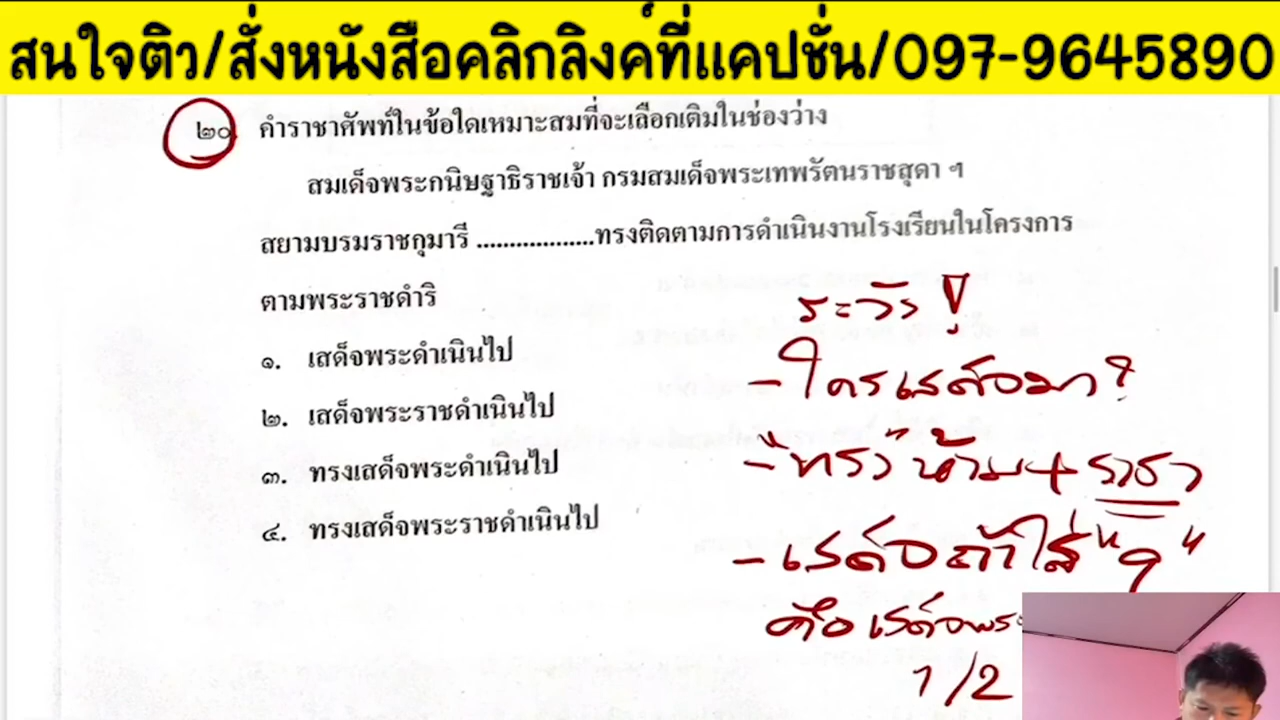 สนใจติว/สั่งหนังสือคลิกลิงค์ที่แคปชั่น/097-9645890
๒๐ คำราชาศัพท์ในข้อใดเหมาะสมที่จะเลือกเติมในช่องว่าง
สมเด็จพระกนิษฐาธิราชเจ้า กรมสมเด็จพระเทพรัตนราชสุดา ฯ
สยามบรมราชกุมารี ..................ทรงติดตามการดำเนินงานโรงเรียนในโครงการ
ตามพระราชดำริ
๑. เสด็จพระดำเนินไป
๒. เสด็จพระราชดำเนินไป
๓. ทรงเสด็จพระดำเนินไป
๔. ทรงเสด็จพระราชดำเนินไป
ระวัง
- ใครเสด็จมา?
- "ทรง" ห้าม + ราชา
- เสด็จถ้าใส่ "ๆ"
คือ เสด็จพระ
1/2